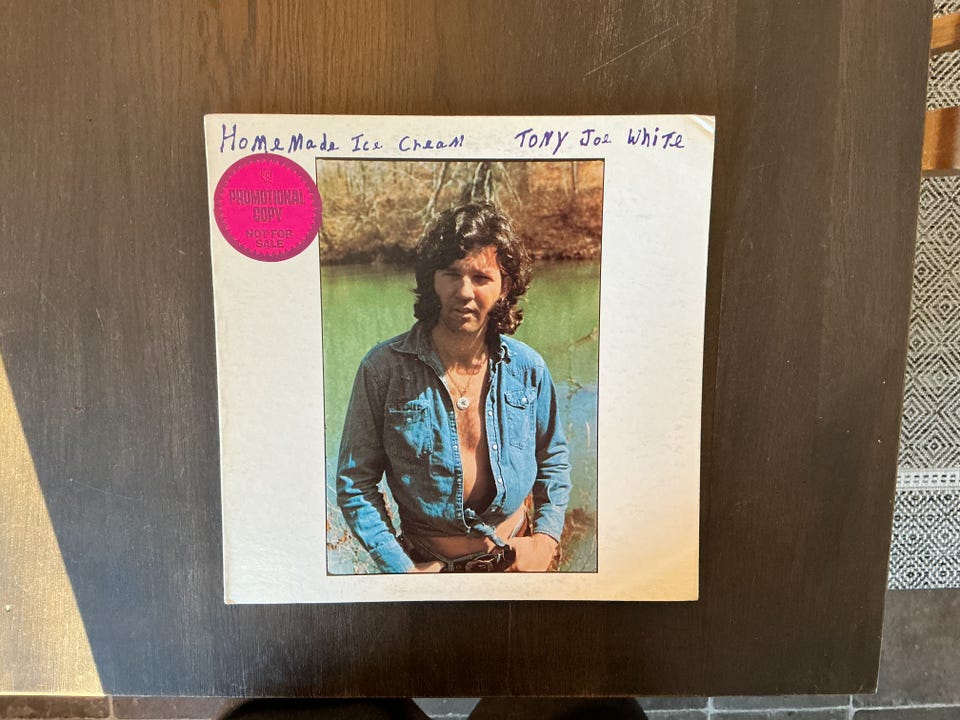 HomeMade Ice Cream TONY Joe White
PROMOTIONAL
COPY
NOT FOR
SALE